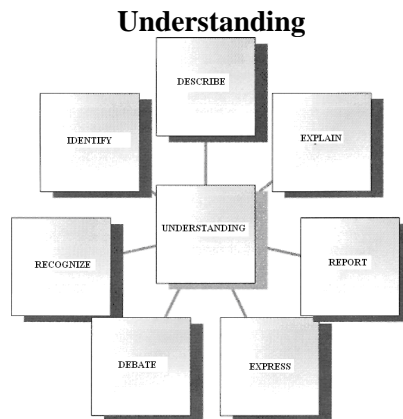 Understanding
DESCRIBE
IDENTIFY
EXPLAIN
UNDERSTANDING
RECOGNIZE
REPORT
DEBATE
EXPRESS